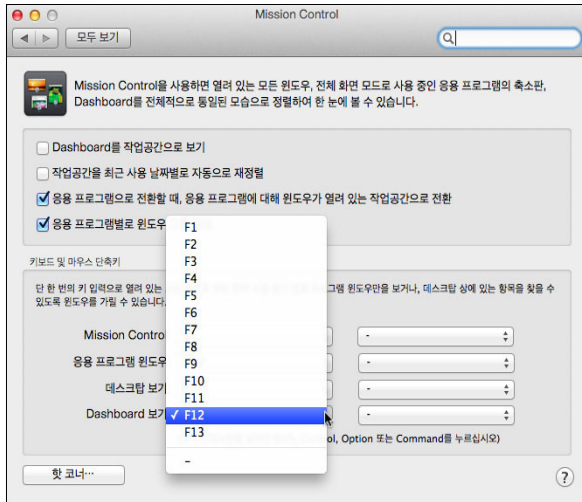 Mission Control
모두 보기
Mission Control을 사용하면 열려 있는 모든 윈도우, 전체 화면 모드로 사용 중인 응용 프로그램의 축소판,
Dashboard를 전체적으로 통일된 모습으로 정렬하여 한 눈에 볼 수 있습니다.
Dashboard를 작업공간으로 보기
작업공간을 최근 사용 날짜별로 자동으로 재정렬
응용 프로그램으로 전환할 때, 응용 프로그램에 대해 윈도우가 열려 있는 작업공간으로 전환
응용 프로그램별로 윈도우
키보드 및 마우스 단축키
단 한 번의 키 입력으로 열려 있는 그램 윈도우만을 보거나, 데스크탑 상에 있는 항목을 찾을 수
있도록 윈도우를 가릴 수 있습니다.
Mission Contro
-
응용 프로그램 윈도우
-
데스크탑 보기
-
Dashboard 보기
-
F1
F2
F3
F4
F5
F6
F7
F8
F9
F10
F11
✓ F12
F13
–
ol, Option 또는 Command를 누르십시오)
핫 코너…
?